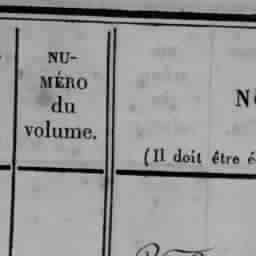 NU-
MÉRO
du
volume.
N
(Il doit être é